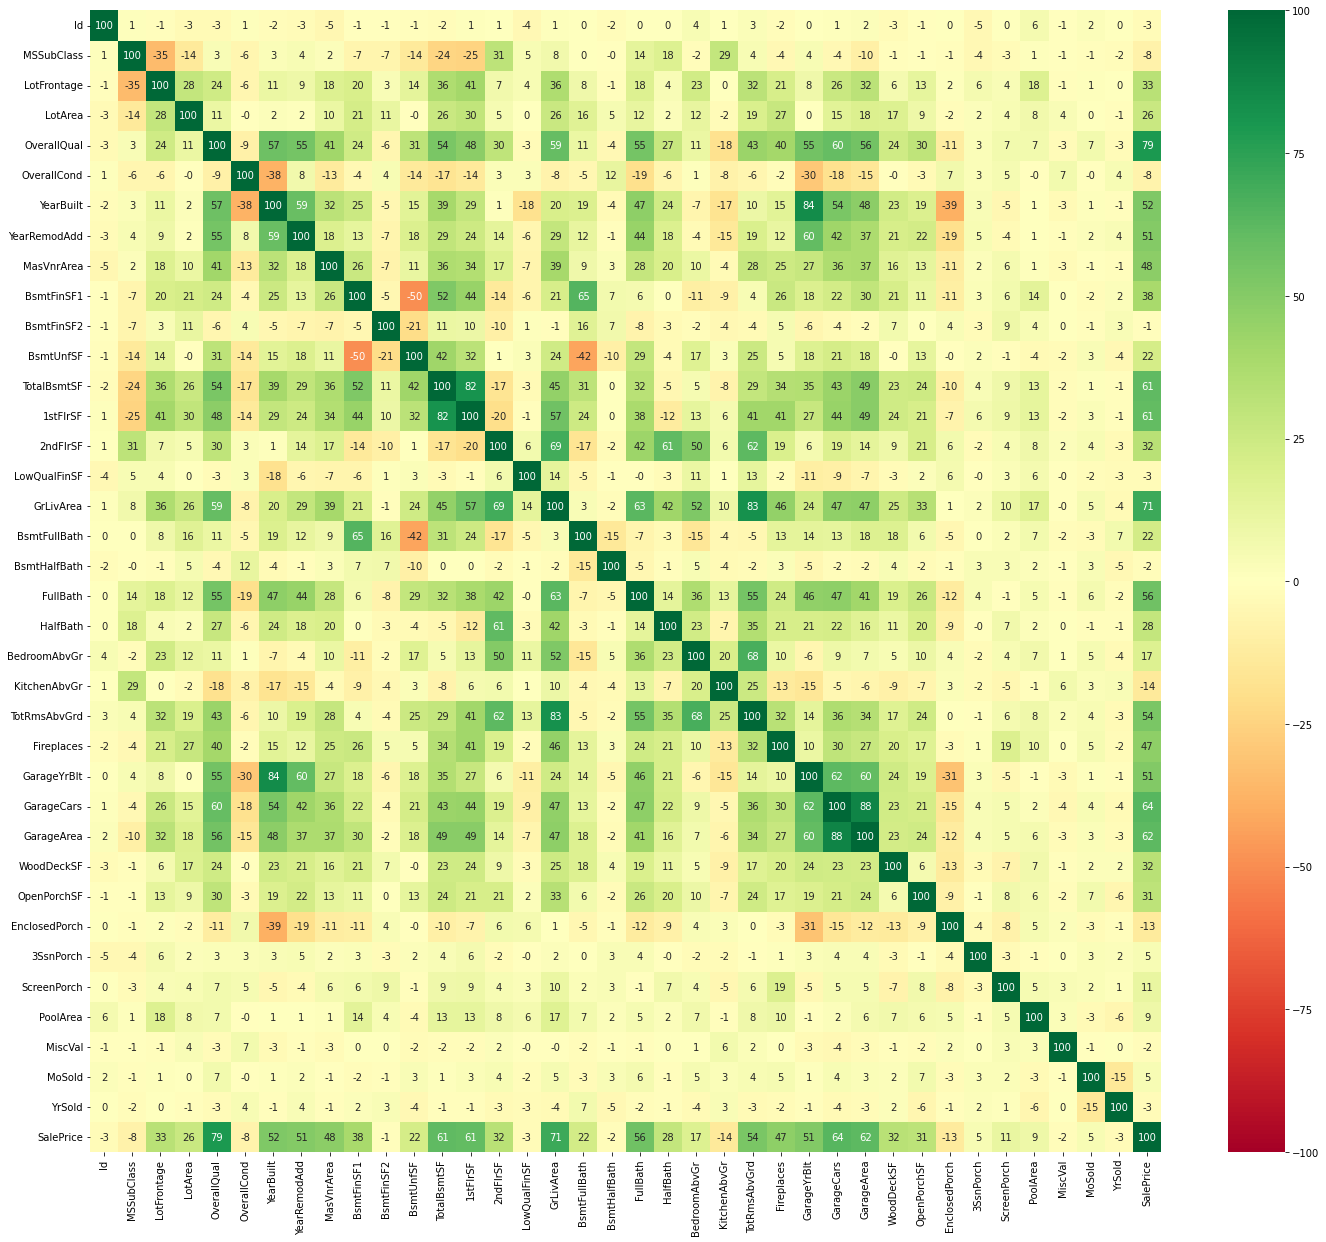 Id 100 1 -1 -3 -3 1 -2 -3 -5 -1 -1 -1 -2 1 1 -4 1 0 -2 0 0 4 1 3 -2 0 1 2 -3 -1 0 -5 0 6 -1 2 0 -3
MSSubClass 1 100 -35 -14 3 -6 3 4 2 -7 -7 -14 -24 -25 31 5 8 0 -0 14 18 -2 29 4 -4 4 -4 -10 -1 -1 -1 -4 -3 1 -1 -1 -2 -8
LotFrontage -1 -35 100 28 24 -6 11 9 18 20 3 14 36 41 7 4 36 8 -1 18 4 23 0 32 21 8 26 32 6 13 2 6 4 18 -1 1 0 33
LotArea -3 -14 28 100 11 -0 2 2 10 21 11 -0 26 30 5 0 26 16 5 12 2 12 -2 19 27 0 15 18 17 9 -2 2 4 8 4 0 -1 26
OverallQual -3 3 24 11 100 -9 57 55 41 24 -6 31 54 48 30 -3 59 11 -4 55 27 11 -18 43 40 55 60 56 24 30 -11 3 7 7 -3 7 -3 79
OverallCond 1 -6 -6 -0 -9 100 -38 8 -13 -4 4 -14 -17 -14 3 3 -8 -5 12 -19 -6 1 -8 -6 -2 -30 -18 -15 -0 -3 7 3 5 -0 7 -0 4 -8
YearBuilt -2 3 11 2 57 -38 100 59 32 25 -5 15 39 29 1 -18 20 19 -4 47 24 -7 -17 10 15 84 54 48 23 19 -39 3 -5 1 -3 1 -1 52
YearRemodAdd -3 4 9 2 55 8 59 100 18 13 -7 18 29 24 14 -6 29 12 -1 44 18 -4 -15 19 12 60 42 37 21 22 -19 5 -4 1 -1 2 4 51
MasVnrArea -5 2 18 10 41 -13 32 18 100 26 -7 11 36 34 17 -7 39 9 3 28 20 10 -4 28 25 27 36 37 16 13 -11 2 6 1 -3 -1 -1 48
BsmtFinSF1 -1 -7 20 21 24 -4 25 13 26 100 -5 -50 52 44 -14 -6 21 65 7 6 0 -11 -9 4 26 18 22 30 21 11 -11 3 6 14 0 -2 2 38
BsmtFinSF2 -1 -7 3 11 -6 4 -5 -7 -7 -5 100 -21 11 10 -10 1 -1 16 7 -8 -3 -2 -4 -4 5 -6 -4 -2 7 0 4 -3 9 4 0 -1 3 -1
BsmtUnfSF -1 -14 14 -0 31 -14 15 18 11 -50 -21 100 42 32 1 3 24 -42 -10 29 -4 17 3 25 5 18 21 18 -0 13 -0 2 -1 -4 -2 3 -4 22
TotalBsmtSF -2 -24 36 26 54 -17 39 29 36 52 11 42 100 82 -17 -3 45 31 0 32 -5 5 -8 29 34 35 43 49 23 24 -10 4 9 13 -2 1 -1 61
1stFlrSF 1 -25 41 30 48 -14 29 24 34 44 10 32 82 100 -20 -1 57 24 0 38 -12 13 6 41 41 27 44 49 24 21 -7 6 9 13 -2 3 -1 61
2ndFlrSF 1 31 7 5 30 3 1 14 17 -14 -10 1 -17 -20 100 6 69 -17 -2 42 61 50 6 62 19 6 19 14 9 21 6 -2 4 8 2 4 -3 32
LowQualFinSF -4 5 4 0 -3 3 -18 -6 -7 -6 1 3 -3 -1 6 100 14 -5 -1 -0 -3 11 1 13 -2 -11 -9 -7 -3 2 6 -0 3 6 -0 -2 -3 -3
GrLivArea 1 8 36 26 59 -8 20 29 39 21 -1 24 45 57 69 14 100 3 -2 63 42 52 10 83 46 24 47 47 25 33 1 2 10 17 -0 5 -4 71
BsmtFullBath 0 0 8 16 11 -5 19 12 9 65 16 -42 31 24 -17 -5 3 100 -15 -7 -3 -15 -4 -5 13 14 13 18 18 6 -5 0 2 7 -2 -3 7 22
BsmtHalfBath -2 -0 -1 5 -4 12 -4 -1 3 7 7 -10 0 0 -2 -1 -2 -15 100 -5 -1 5 -4 -2 3 -5 -2 -2 4 -2 -1 3 3 2 -1 3 -5 -2
FullBath 0 14 18 12 55 -19 47 44 28 6 -8 29 32 38 42 -0 63 -7 -5 100 14 36 13 55 24 46 47 41 19 26 -12 4 -1 5 -1 6 -2 56
HalfBath 0 18 4 2 27 -6 24 18 20 0 -3 -4 -5 -12 61 -3 42 -3 -1 14 100 23 -7 35 21 21 22 16 11 20 -9 -0 7 2 0 -1 -1 28
BedroomAbvGr 4 -2 23 12 11 1 -7 -4 10 -11 -2 17 5 13 50 11 52 -15 5 36 23 100 20 68 10 -6 9 7 5 10 4 -2 4 7 1 5 -4 17
KitchenAbvGr 1 29 0 -2 -18 -8 -17 -15 -4 -9 -4 3 -8 6 6 1 10 -4 -4 13 -7 20 100 25 -13 -15 -5 -6 -9 -7 3 -2 -5 -1 6 3 3 -14
TotRmsAbvGrd 3 4 32 19 43 -6 10 19 28 4 -4 25 29 41 62 13 83 -5 -2 55 35 68 25 100 32 14 36 34 17 24 0 -1 6 8 2 4 -3 54
Fireplaces -2 -4 21 27 40 -2 15 12 25 26 5 5 34 41 19 -2 46 13 3 24 21 10 -13 32 100 10 30 27 20 17 -3 1 19 10 0 5 -2 47
GarageYrBlt 0 4 8 0 55 -30 84 60 27 18 -6 18 35 27 6 -11 24 14 -5 46 21 -6 -15 14 10 100 62 60 24 19 -31 3 -5 -1 -3 1 -1 51
GarageCars 1 -4 26 15 60 -18 54 42 36 22 -4 21 43 44 19 -9 47 13 -2 47 22 9 -5 36 30 62 100 88 23 21 -15 4 5 2 -4 4 -4 64
GarageArea 2 -10 32 18 56 -15 48 37 37 30 -2 18 49 49 14 -7 47 18 -2 41 16 7 -6 34 27 60 88 100 23 24 -12 4 5 6 -3 3 -3 62
WoodDeckSF -3 -1 6 17 24 -0 23 21 16 21 7 -0 23 24 9 -3 25 18 4 19 11 5 -9 17 20 24 23 23 100 6 -13 -3 -7 7 -1 2 2 32
OpenPorchSF -1 -1 13 9 30 -3 19 22 13 11 0 13 24 21 21 2 33 6 -2 26 20 10 -7 24 17 19 21 24 6 100 -9 -1 8 6 -2 7 -6 31
EnclosedPorch 0 -1 2 -2 -11 7 -39 -19 -11 -11 4 -0 -10 -7 6 6 1 -5 -1 -12 -9 4 3 0 -3 -31 -15 -12 -13 -9 100 -4 -8 5 2 -3 -1 -13
3SsnPorch -5 -4 6 2 3 3 3 5 2 3 -3 2 4 6 -2 -0 2 0 3 4 -0 -2 -2 -1 1 3 4 4 -3 -1 -4 100 -3 -1 0 3 2 5
ScreenPorch 0 -3 4 4 7 5 -5 -4 6 6 9 -1 9 9 4 3 10 2 3 -1 7 4 -5 6 19 -5 5 5 -7 8 -8 -3 100 5 3 2 1 11
PoolArea 6 1 18 8 7 -0 1 1 1 14 4 -4 13 13 8 6 17 7 2 5 2 7 -1 8 10 -1 2 6 7 6 5 -1 5 100 3 -3 -6 9
MiscVal -1 -1 -1 4 -3 7 -3 -1 -3 0 0 -2 -2 -2 2 -0 -0 -2 -1 -1 0 1 6 2 0 -3 -4 -3 -1 -2 2 0 3 3 100 -1 0 -2
MoSold 2 -1 1 0 7 -0 1 2 -1 -2 -1 3 1 3 4 -2 5 -3 3 6 -1 5 3 4 5 1 4 3 2 7 -3 3 2 -3 -1 100 -15 5
YrSold 0 -2 0 -1 -3 4 -1 4 -1 2 3 -4 -1 -1 -3 -3 -4 7 -5 -2 -1 -4 3 -3 -2 -1 -4 -3 2 -6 -1 2 1 -6 0 -15 100 -3
SalePrice -3 -8 33 26 79 -8 52 51 48 38 -1 22 61 61 32 -3 71 22 -2 56 28 17 -14 54 47 51 64 62 32 31 -13 5 11 9 -2 5 -3 100
Id MSSubClass LotFrontage LotArea OverallQual OverallCond YearBuilt YearRemodAdd MasVnrArea BsmtFinSF1 BsmtFinSF2 BsmtUnfSF TotalBsmtSF 1stFlrSF 2ndFlrSF LowQualFinSF GrLivArea BsmtFullBath BsmtHalfBath FullBath HalfBath BedroomAbvGr KitchenAbvGr TotRmsAbvGrd Fireplaces GarageYrBlt GarageCars GarageArea WoodDeckSF OpenPorchSF EnclosedPorch 3SsnPorch ScreenPorch PoolArea MiscVal MoSold YrSold SalePrice
100
75
50
25
0
−25
−50
−75
−100